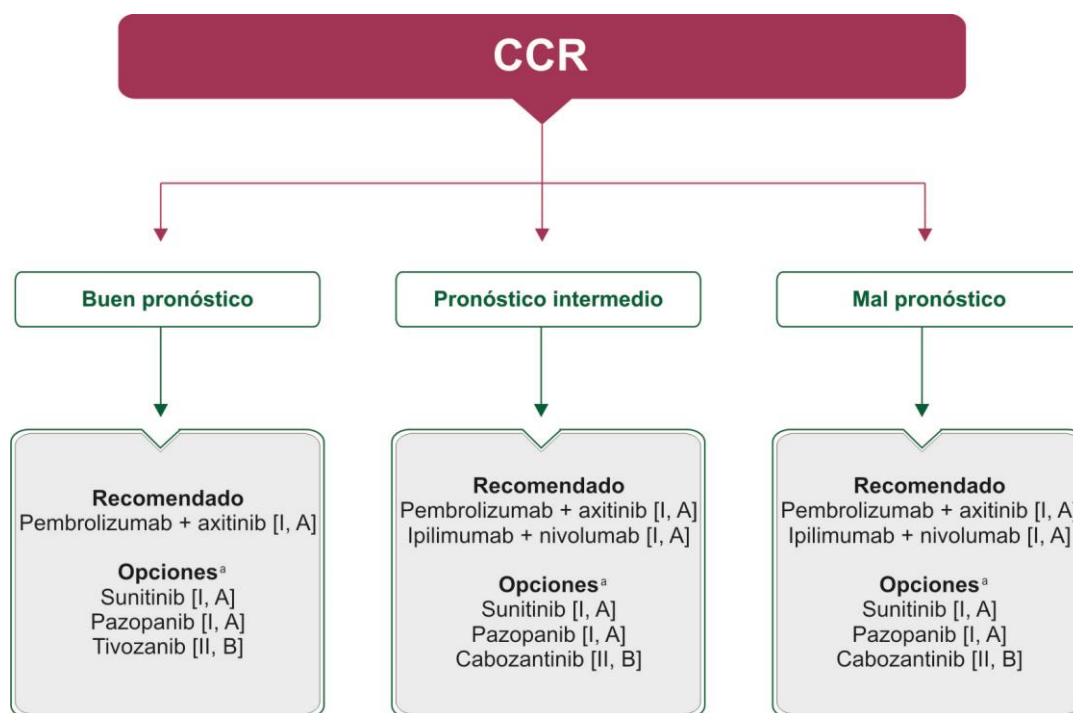 CCR
Buen pronóstico
Pronóstico intermedio
Mal pronóstico
Recomendado
Pembrolizumab + axitinib [I, A]
Opciones a
Sunitinib [I, A]
Pazopanib [I, A]
Tivozanib [II, B]
Recomendado
Pembrolizumab + axitinib [I, A]
Ipilimumab + nivolumab [I, A]
Opciones a
Sunitinib [I, A]
Pazopanib [I, A]
Cabozantinib [II, B]
Recomendado
Pembrolizumab + axitinib [I, A]
Ipilimumab + nivolumab [I, A]
Opciones a
Sunitinib [I, A]
Pazopanib [I, A]
Cabozantinib [II, B]